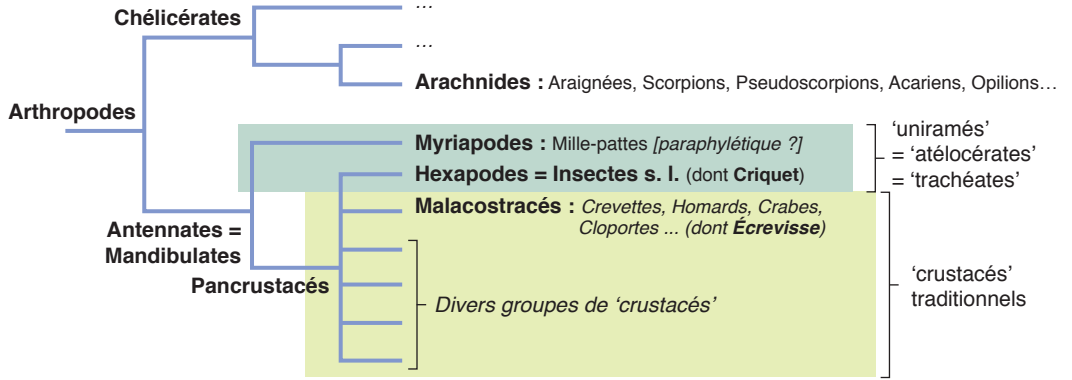 Chélicérates
...
...
Arachnides : Araignées, Scorpions, Pseudoscorpions, Acariens, Opilions…
Arthropodes
Myriapodes : Mille-pattes [paraphylétique ?]
Hexapodes = Insectes s. l. (dont Criquet)
'uniramés'
= 'atélocérates'
= 'trachéates'
Malacostracés : Crevettes, Homards, Crabes,
Cloportes ... (dont Écrevisse)
Antennates =
Mandibulates
Pancrustacés
Divers groupes de 'crustacés'
'crustacés'
traditionnels